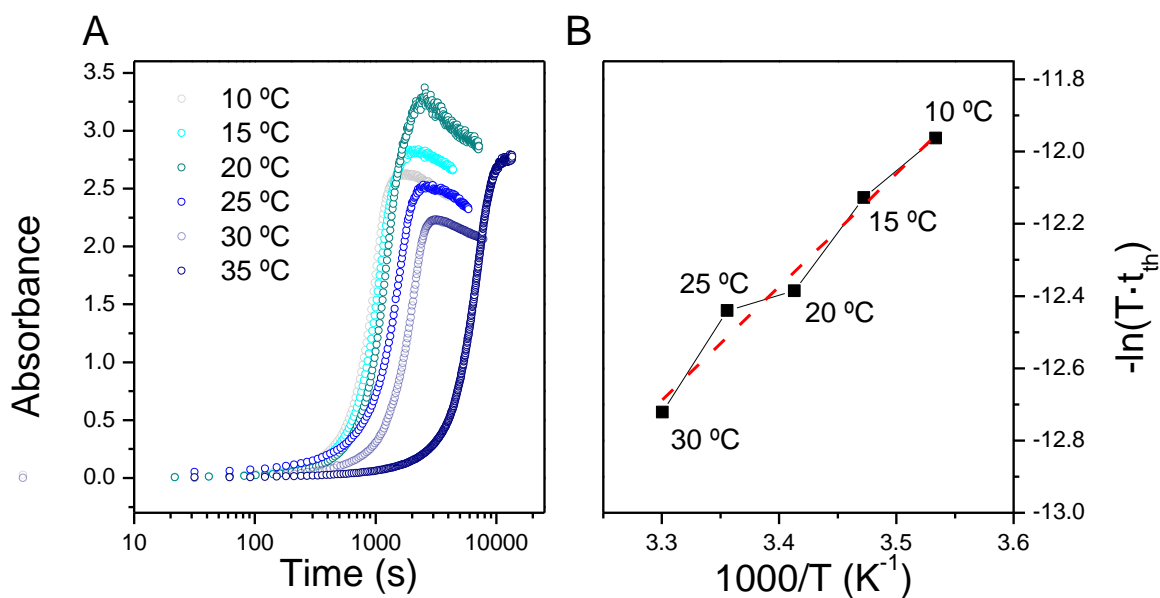 A
3.5
3.0
2.5
2.0
1.5
1.0
0.5
0.0
Absorbance
10 ºC
15 ºC
20 ºC
25 ºC
30 ºC
35 ºC
10
100
1000
10000
Time (s)
B
10 ºC
15 ºC
25 ºC
20 ºC
30 ºC
-11.8
-12.0
-12.2
-12.4
-12.6
-12.8
-13.0
-ln(T·t_th)
3.3
3.4
3.5
3.6
1000/T (K⁻¹)